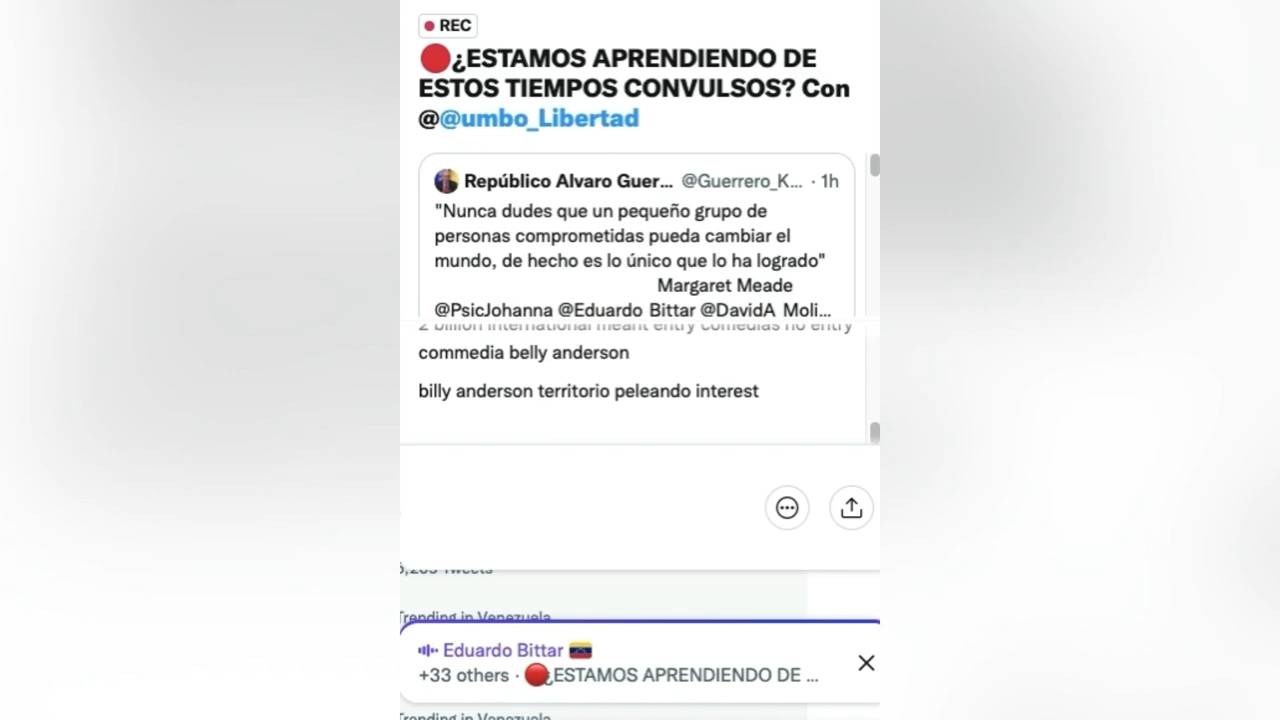 REC
🔴¿ESTAMOS APRENDIENDO DE
ESTOS TIEMPOS CONVULSOS? Con
@@umbo_Libertad
Repúblico Alvaro Guer... @Guerrero_K... · 1h
"Nunca dudes que un pequeño grupo de
personas comprometidas pueda cambiar el
mundo, de hecho es lo único que lo ha logrado"
Margaret Meade
@PsicJohanna @Eduardo_Bittar @DavidA_Moli...
2 billion international meant entry comedias no entry
commedia belly anderson
billy anderson territorio peleando interest
Tweets
Trending in Venezuela
Eduardo Bittar 🇻🇪
+33 others · 🔴¿ESTAMOS APRENDIENDO DE ...
Trending in Venezuela